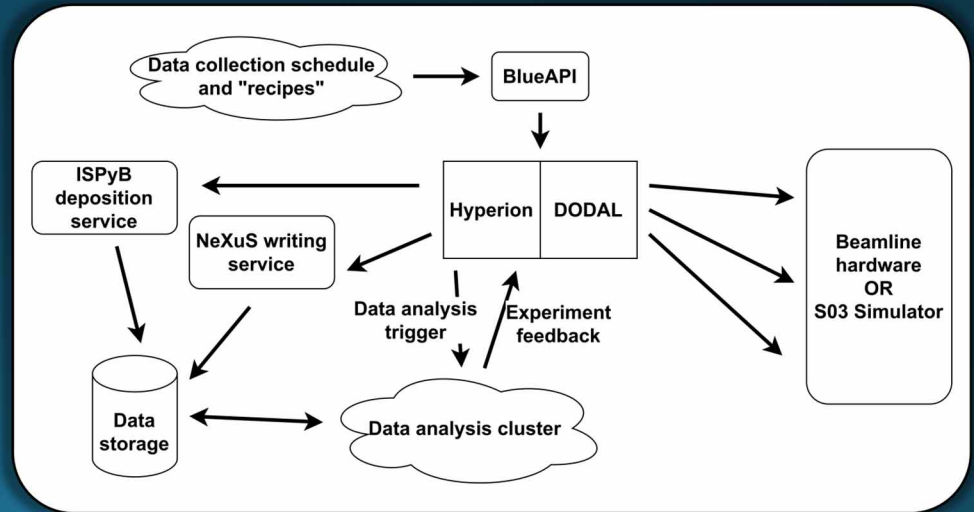 Data collection schedule
and "recipes"
BlueAPI
ISPyB
deposition
service
NeXuS writing
service
Hyperion
DODAL
Beamline
hardware
OR
S03 Simulator
Data analysis
trigger
Experiment
feedback
Data
storage
Data analysis cluster